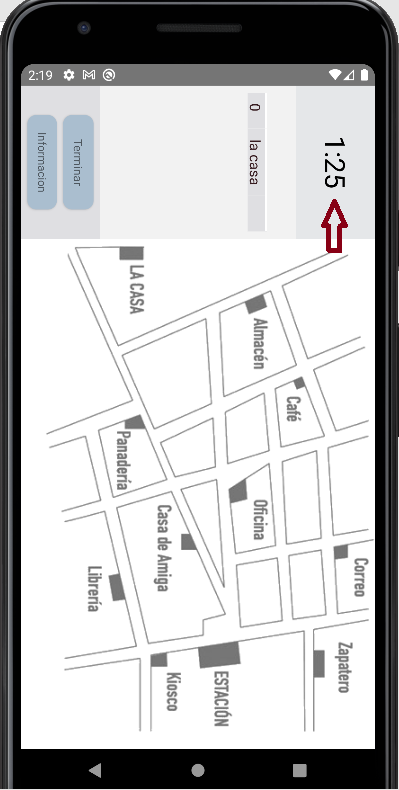 2:19
1:25
0 la casa
Terminar
Informacion
LA CASA
Almacén
Café
Panadería
Oficina
Casa de Amiga
Correo
Librería
Zapatero
ESTACIÓN
Kiosco